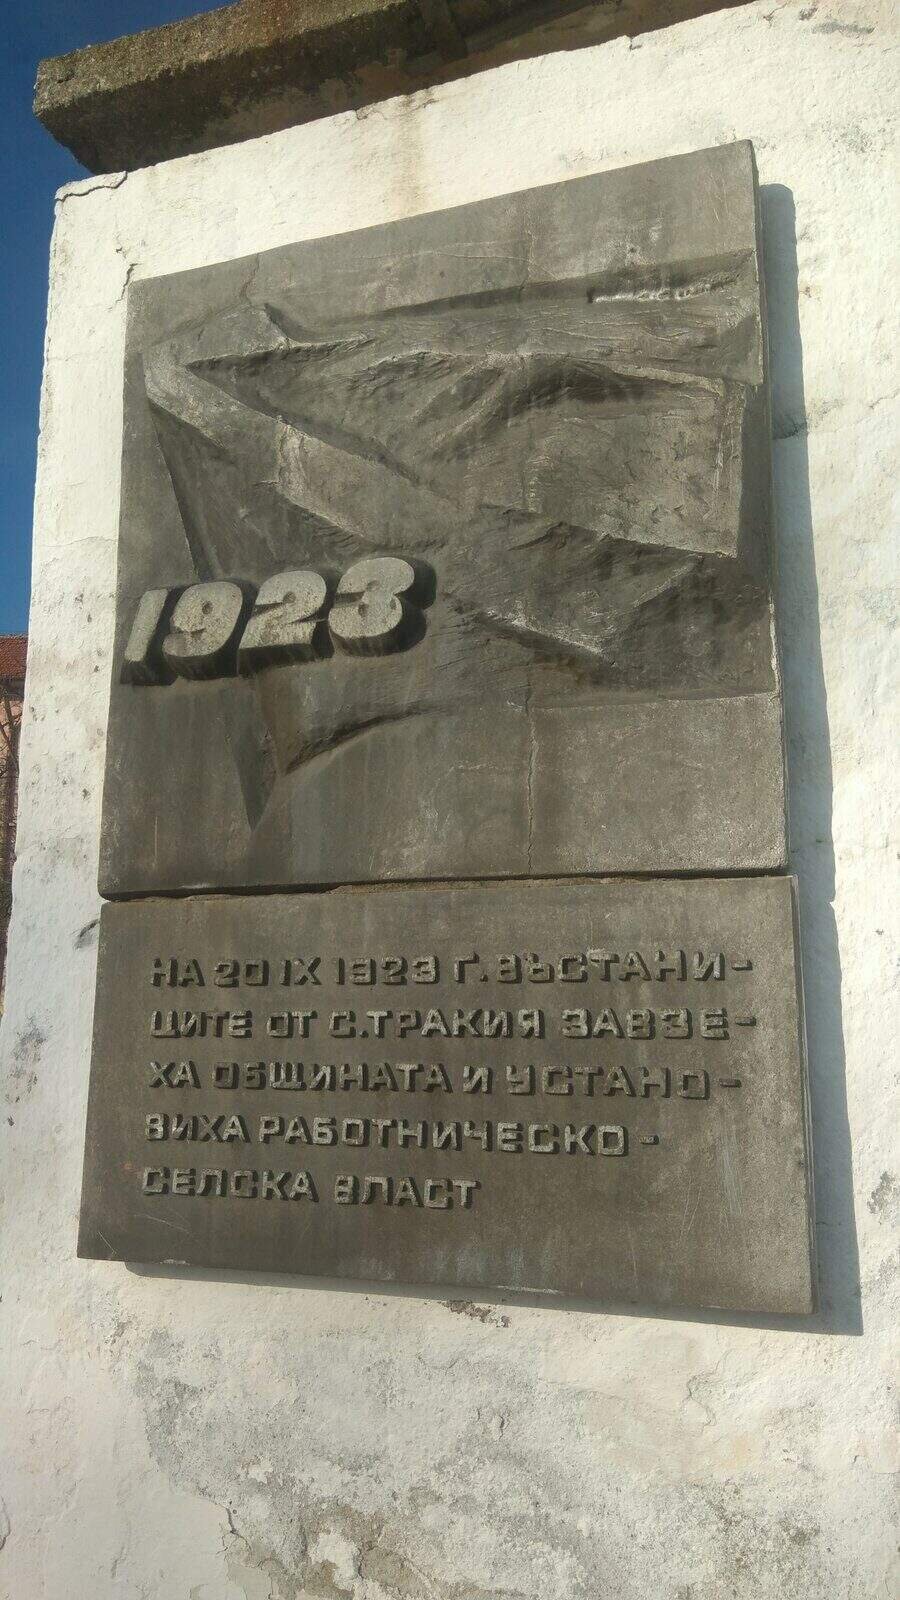 1923
НА 20 IX 1923 Г. ВЪСТАНИ-
ЦИТЕ ОТ С. ТРАКИЯ ЗАВЗЕ-
ХА ОБЩИНАТА И УСТАНО-
ВИХА РАБОТНИЧЕСКО-
СЕЛСКА ВЛАСТ